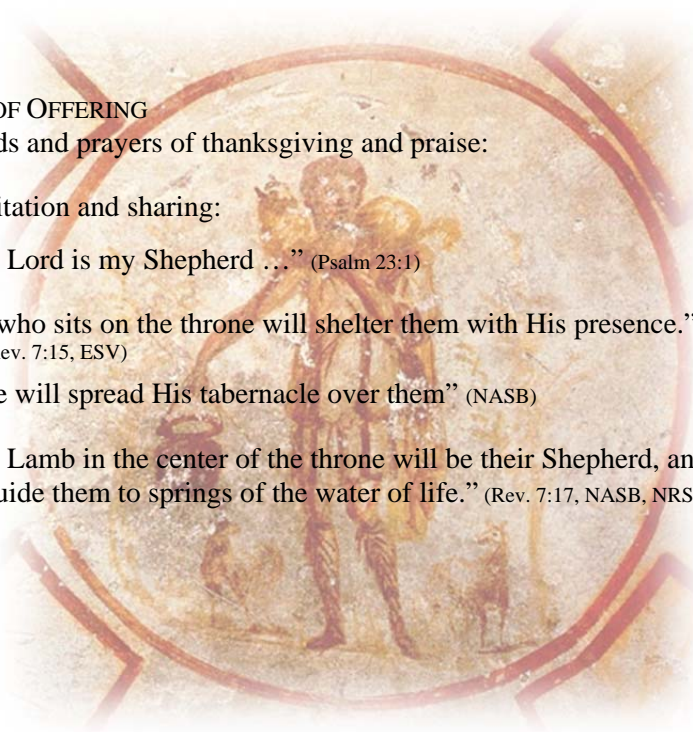 OF OFFERING
ds and prayers of thanksgiving and praise:
itation and sharing:
Lord is my Shepherd …” (Psalm 23:1)
who sits on the throne will shelter them with His presence.”
ev. 7:15, ESV)
e will spread His tabernacle over them” (NASB)
Lamb in the center of the throne will be their Shepherd, an
uide them to springs of the water of life.” (Rev. 7:17, NASB, NRS